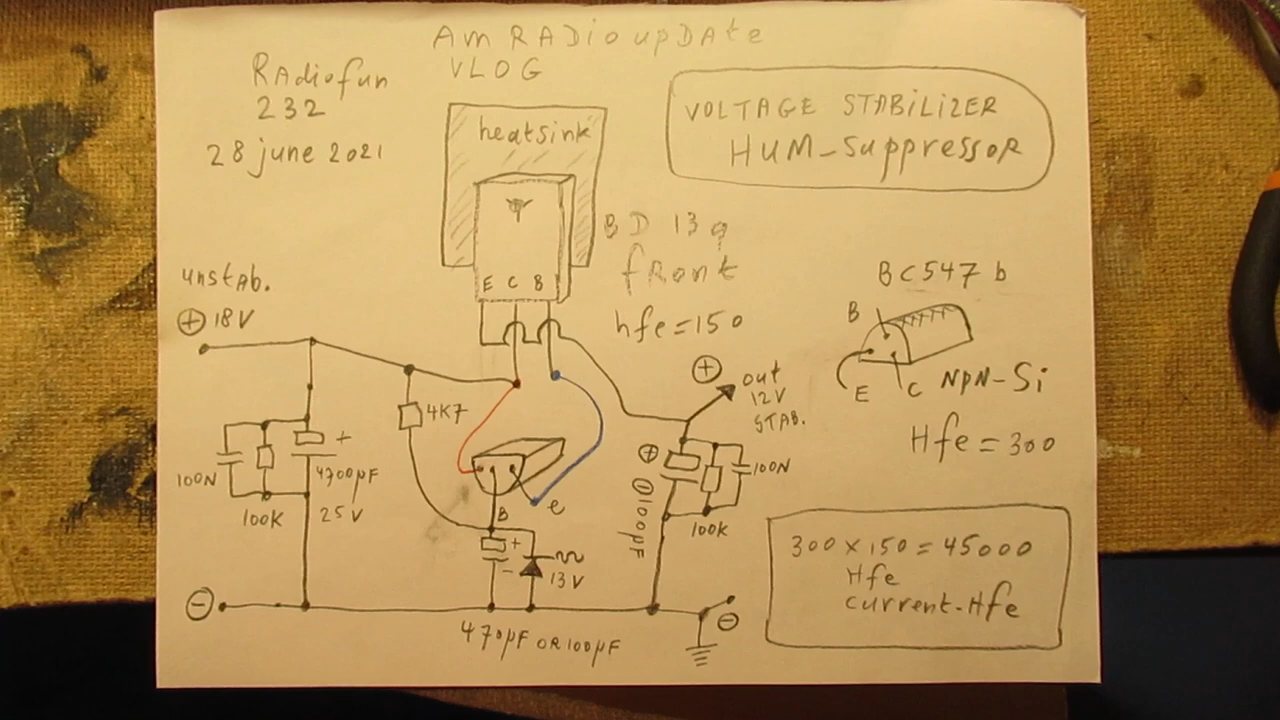 AM RADio upDAte
VLOG
RAdiofun
232
28 june 2021
VOLTAGE STABiLiZER
HUM-SuppressoR
heatsink
E C B
BD 139
fRont
hfe=150
BC547 b
B
E
C
NpN-Si
Hfe = 300
unstAb.
+ 18V
4K7
+
out
12V
STAB.
100N
100K
+
4700µF
25V
B
e
+
-
13V
+
-
100µF
100K
100N
-
-
470µF OR 100µF
300 x 150 = 45000
Hfe
current-Hfe